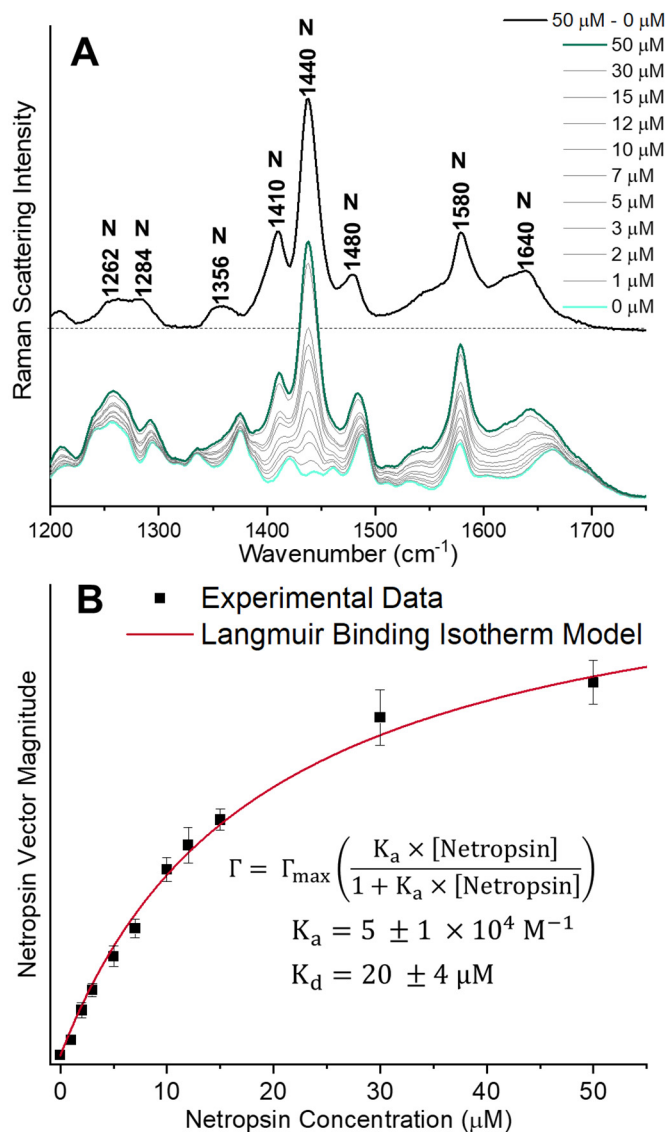 A
50 μM - 0 μM
50 μM
30 μM
15 μM
12 μM
10 μM
7 μM
5 μM
3 μM
2 μM
1 μM
0 μM
N
1262
N
1284
N
1356
N
1410
N
1440
N
1480
N
1580
N
1640
Raman Scattering Intensity
1200 1300 1400 1500 1600 1700
Wavenumber (cm⁻¹)
B
Experimental Data
Langmuir Binding Isotherm Model
Netropsin Vector Magnitude
Γ = Γmax(Ka × [Netropsin] / 1 + Ka × [Netropsin])
Ka = 5 ± 1 × 10⁴ M⁻¹
Kd = 20 ± 4 μM
0 10 20 30 40 50
Netropsin Concentration (μM)